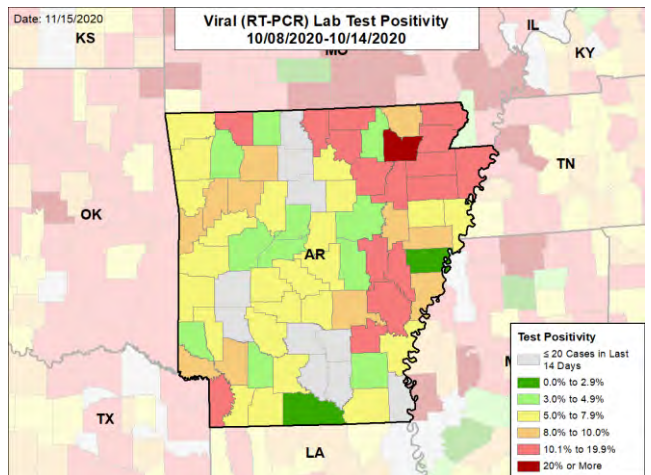 Date: 11/15/2020
Viral (RT-PCR) Lab Test Positivity
10/08/2020-10/14/2020
KS
IL
KY
MO
TN
OK
AR
TX
LA
Test Positivity
≤ 20 Cases in Last
14 Days
0.0% to 2.9%
3.0% to 4.9%
5.0% to 7.9%
8.0% to 10.0%
10.1% to 19.9%
20% or More